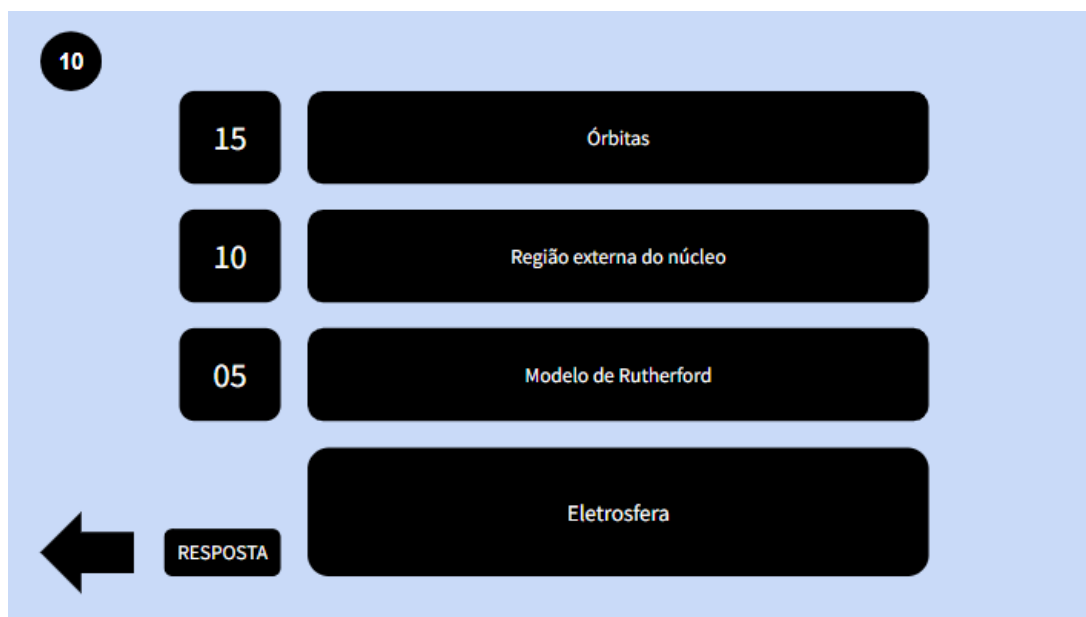 10
15
Órbitas
10
Região externa do núcleo
05
Modelo de Rutherford
RESPOSTA
Eletrosfera